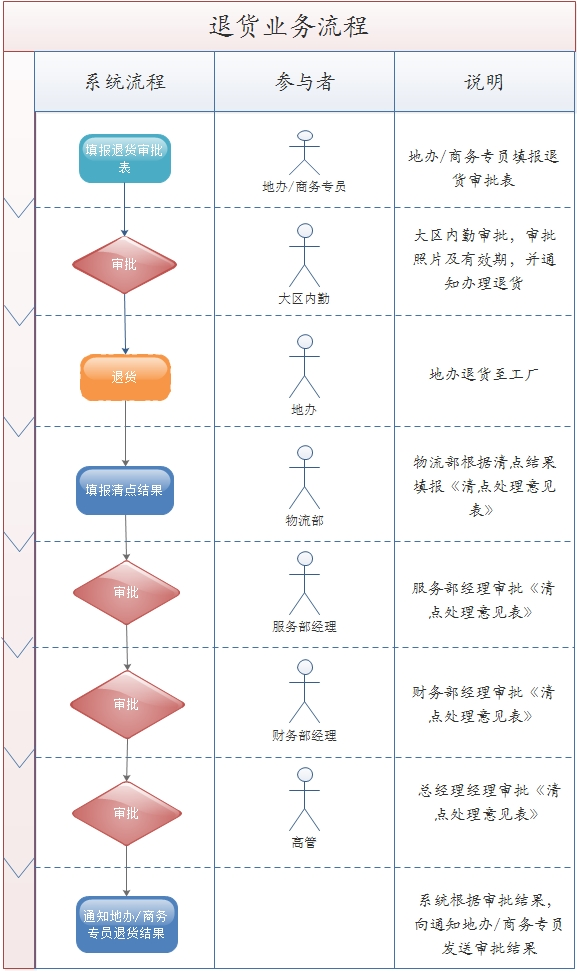 退货业务流程
系统流程
参与者
说明
填报退货审批
表
地办/商务专员
地办/商务专员填报退
货审批表
审批
大区内勤
大区内勤审批，审批
照片及有效期，并通
知办理退货
退货
地办
地办退货至工厂
填报清点结果
物流部
物流部根据清点结果
填报《清点处理意见
表》
审批
服务部经理
服务部经理审批《清
点处理意见表》
审批
财务部经理
财务部经理审批《清
点处理意见表》
审批
高管
总经理经理审批《清
点处理意见表》
通知地办/商务
专员退货结果
系统根据审批结果，
向通知地办/商务专员
发送审批结果